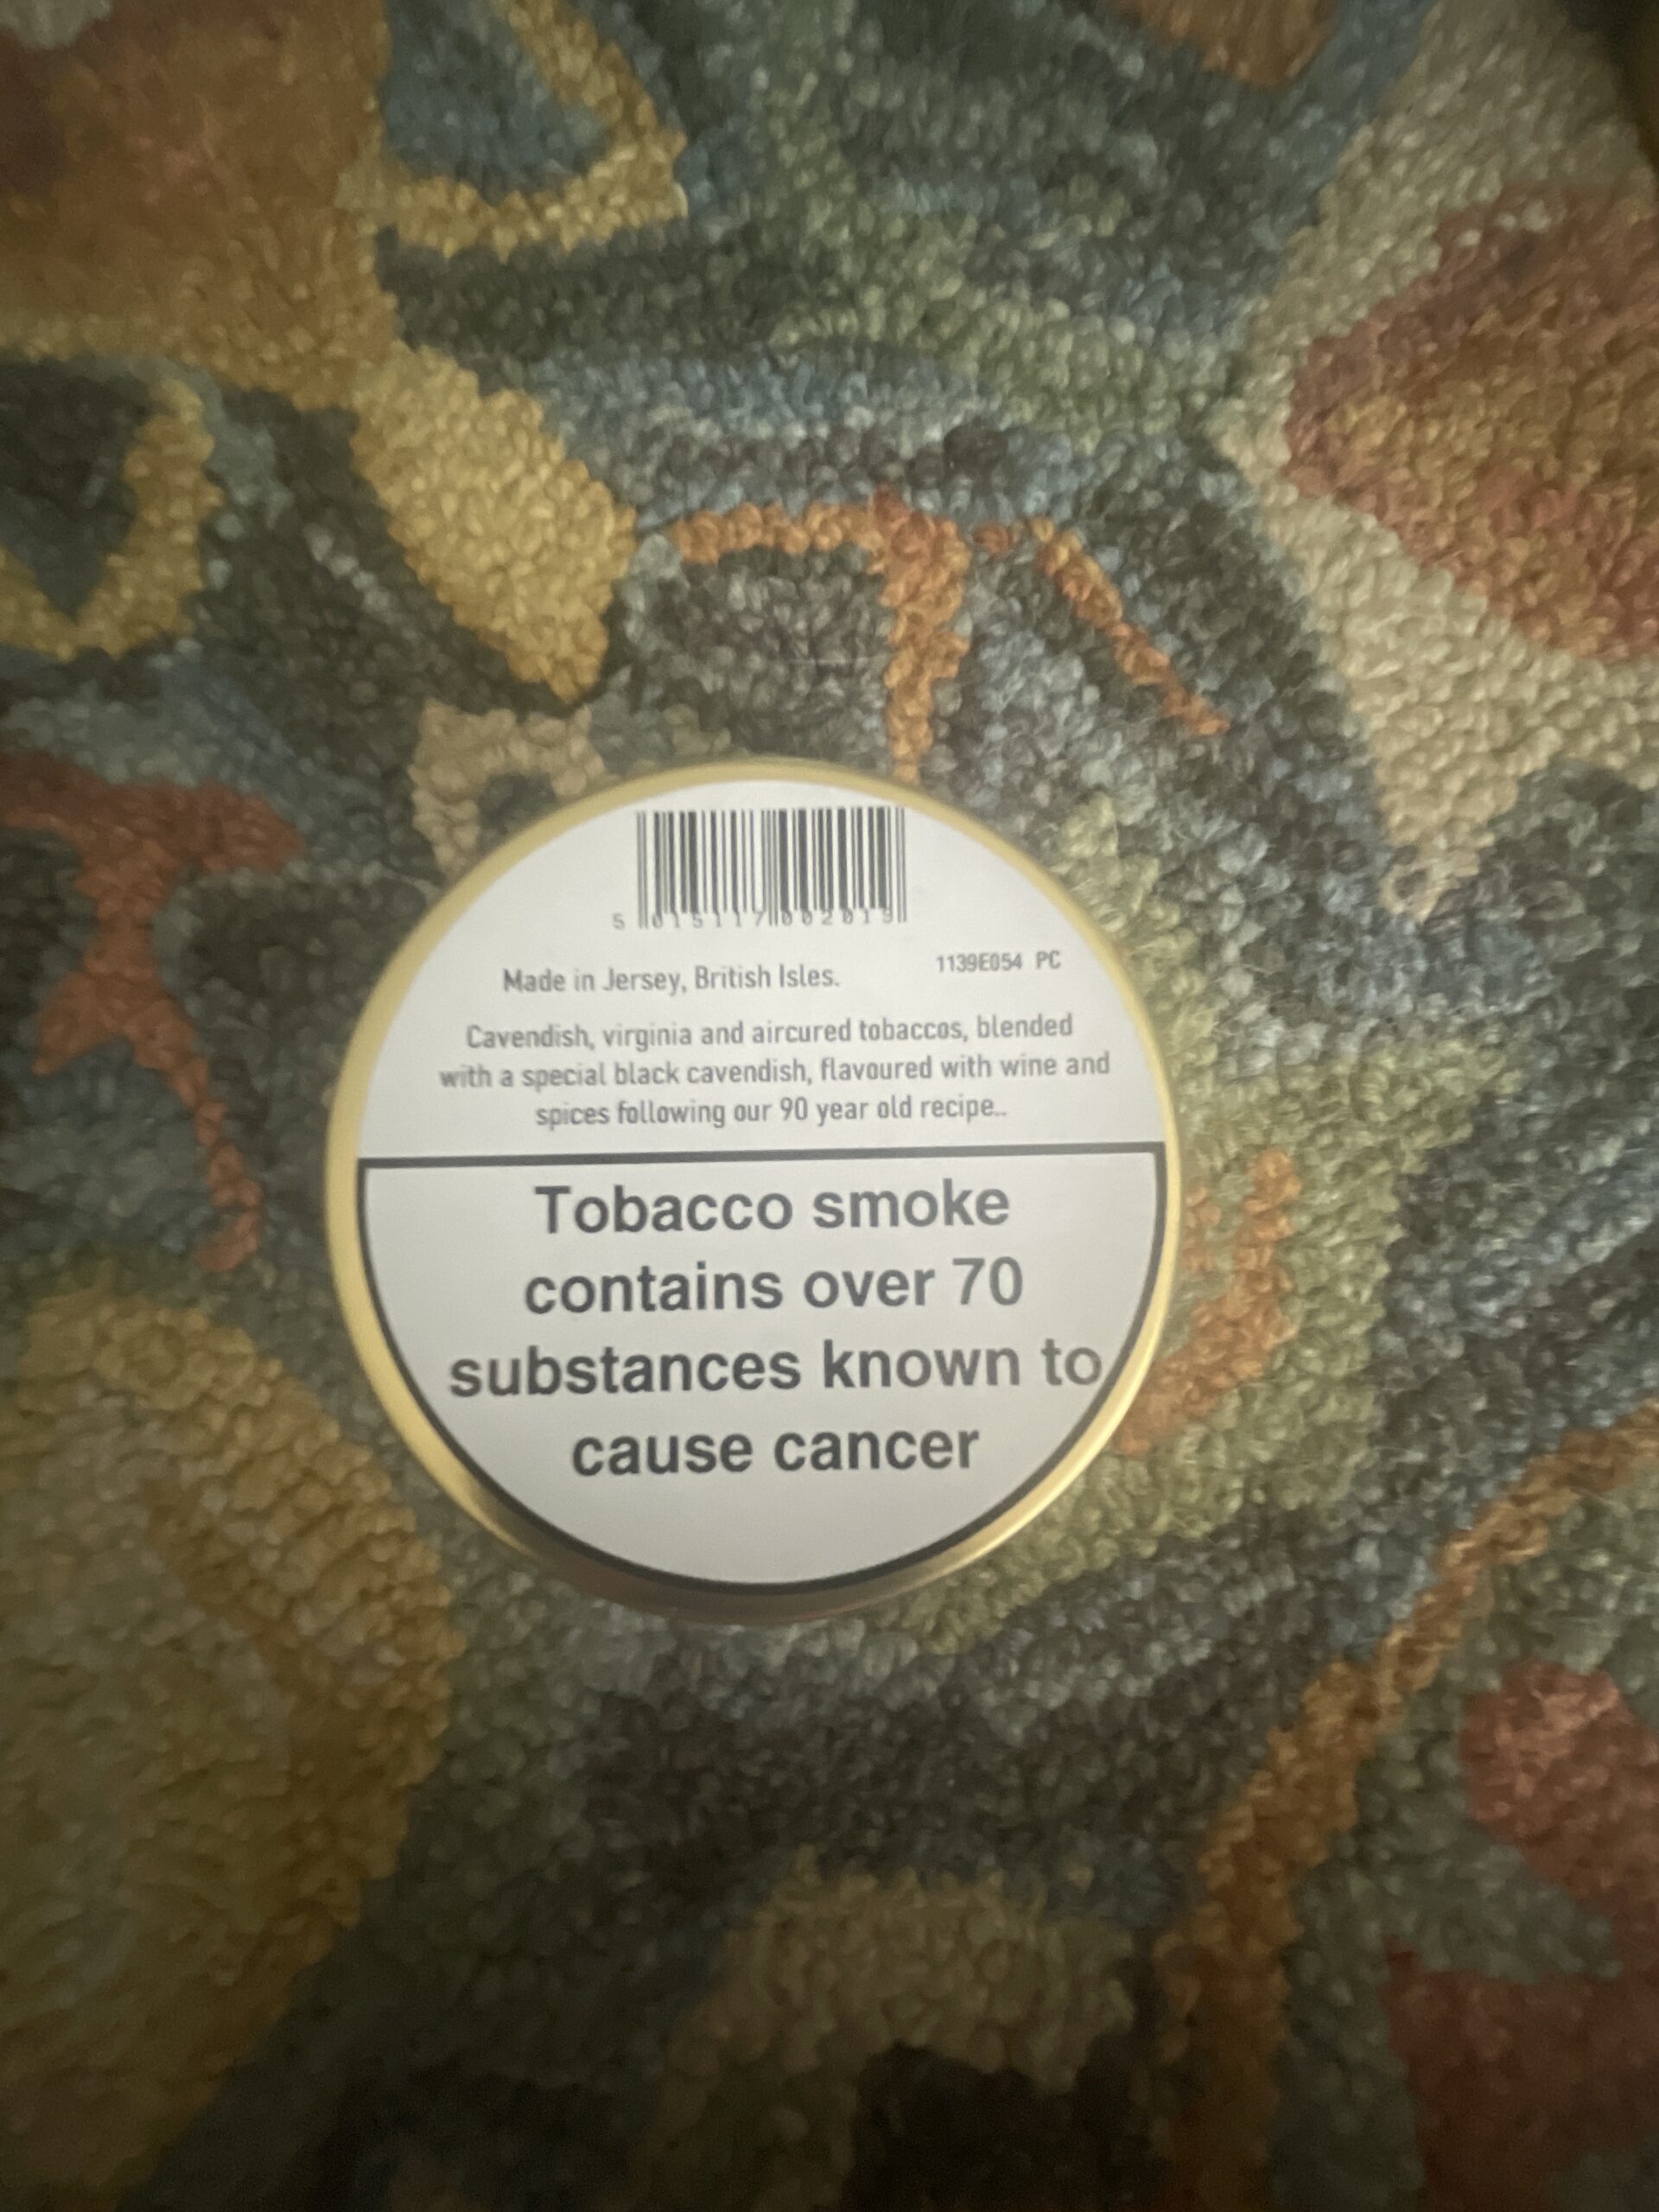 5 015117 002019
1139E054 PC
Made in Jersey, British Isles.
Cavendish, virginia and aircured tobaccos, blended
with a special black cavendish, flavoured with wine and
spices following our 90 year old recipe..
Tobacco smoke
contains over 70
substances known to
cause cancer